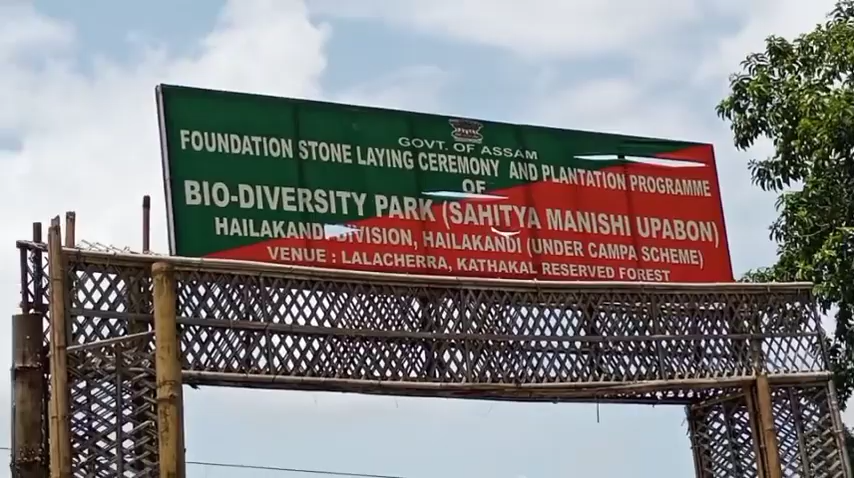 GOVT. OF ASSAM
FOUNDATION STONE LAYING CEREMONY AND PLANTATION PROGRAMME
OF
BIO-DIVERSITY PARK (SAHITYA MANISHI UPABON)
HAILAKANDI DIVISION, HAILAKANDI (UNDER CAMPA SCHEME)
VENUE : LALACHERRA, KATHAKAL RESERVED FOREST